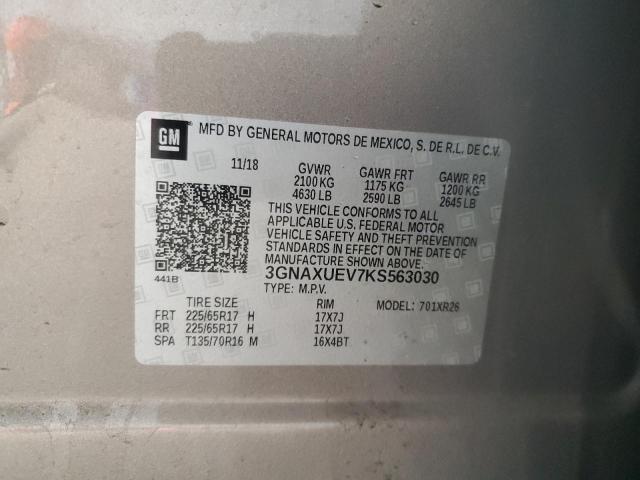 GM MFD BY GENERAL MOTORS DE MEXICO, S. DE R.L. DE C.V.
11/18 GVWR GAWR FRT GAWR RR
2100 KG 1175 KG 1200 KG
4630 LB 2590 LB 2645 LB
THIS VEHICLE CONFORMS TO ALL
APPLICABLE U.S. FEDERAL MOTOR
VEHICLE SAFETY AND THEFT PREVENTION
STANDARDS IN EFFECT ON THE DATE OF
MANUFACTURE SHOWN ABOVE.
3GNAXUEV7KS563030
441B TYPE: M.P.V.
TIRE SIZE RIM MODEL: 701XR26
FRT 225/65R17 H 17X7J
RR 225/65R17 H 17X7J
SPA T135/70R16 M 16X4BT